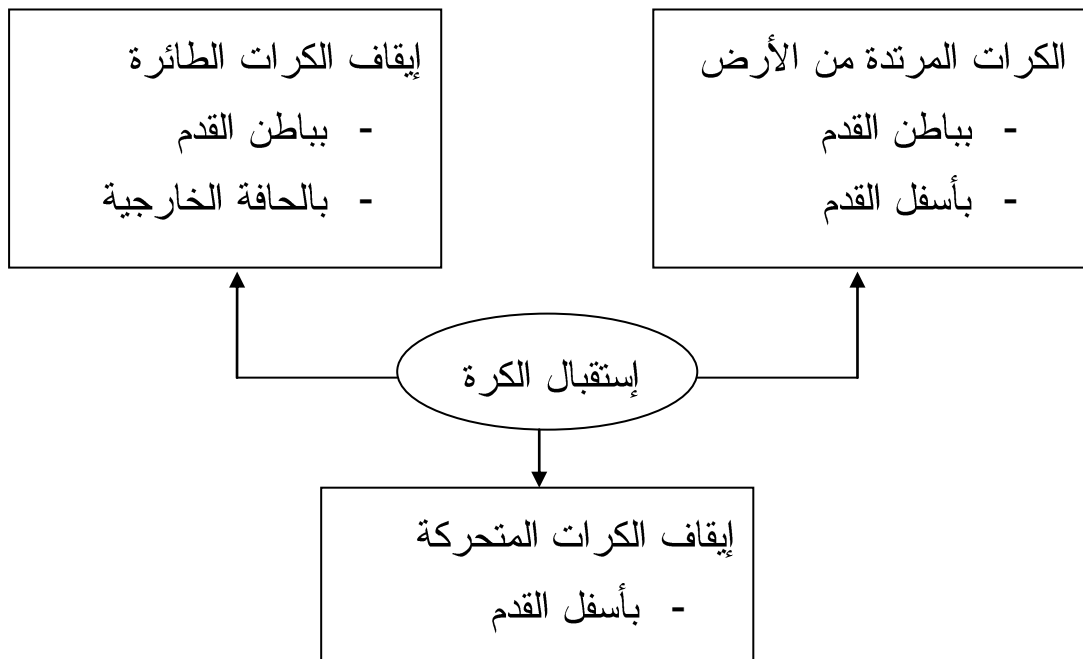 الكرات المرتدة من الأرض
- بباطن القدم
- بأسفل القدم
إيقاف الكرات الطائرة
- بباطن القدم
- بالحافة الخارجية
إستقبال الكرة
إيقاف الكرات المتحركة
- بأسفل القدم